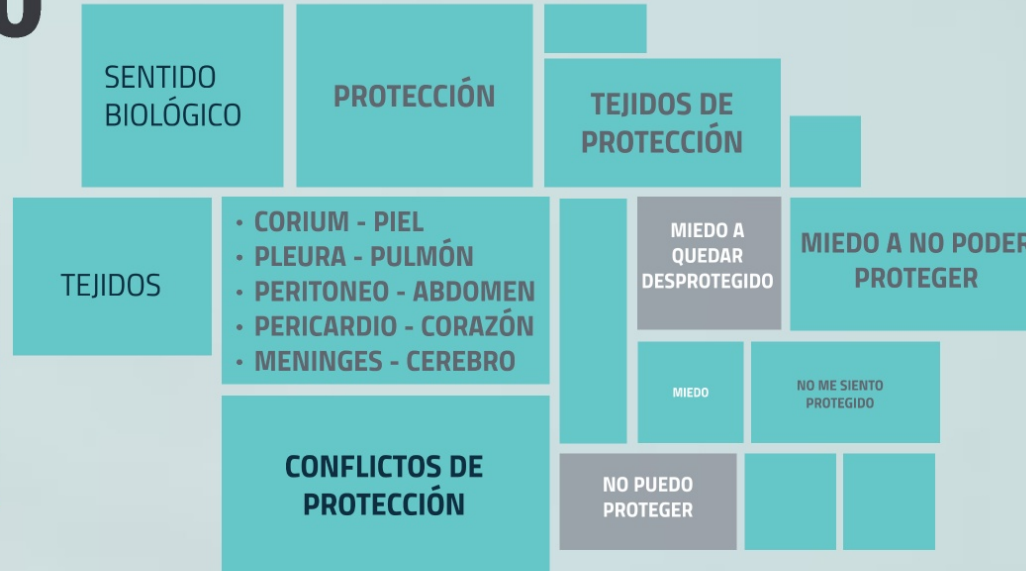 SENTIDO
BIOLÓGICO
PROTECCIÓN
TEJIDOS DE
PROTECCIÓN
TEJIDOS
• CORIUM - PIEL
• PLEURA - PULMÓN
• PERITONEO - ABDOMEN
• PERICARDIO - CORAZÓN
• MENINGES - CEREBRO
MIEDO A
QUEDAR
DESPROTEGIDO
MIEDO A NO PODER
PROTEGER
MIEDO
NO ME SIENTO
PROTEGIDO
CONFLICTOS DE
PROTECCIÓN
NO PUEDO
PROTEGER